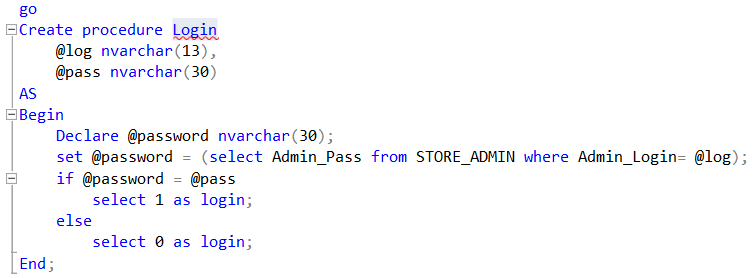 go
Create procedure Login
@log nvarchar(13),
@pass nvarchar(30)
AS
Begin
Declare @password nvarchar(30);
set @password = (select Admin_Pass from STORE_ADMIN where Admin_Login= @log);
if @password = @pass
select 1 as login;
else
select 0 as login;
End;